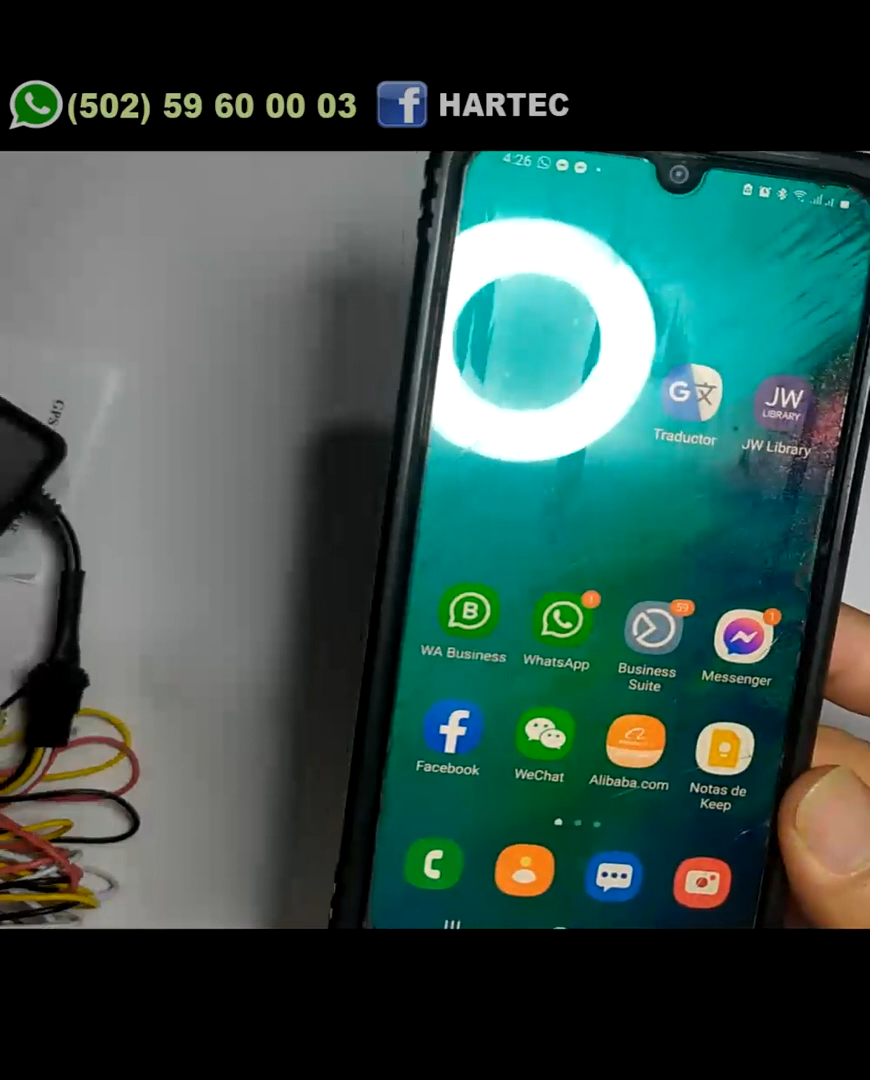 (502) 59 60 00 03 HARTEC
4:26
GPS
Traductor
JW
LIBRARY
JW Library
B
1
59
1
WA Business
WhatsApp
Business
Suite
Messenger
Facebook
WeChat
Alibaba.com
Notas de
Keep